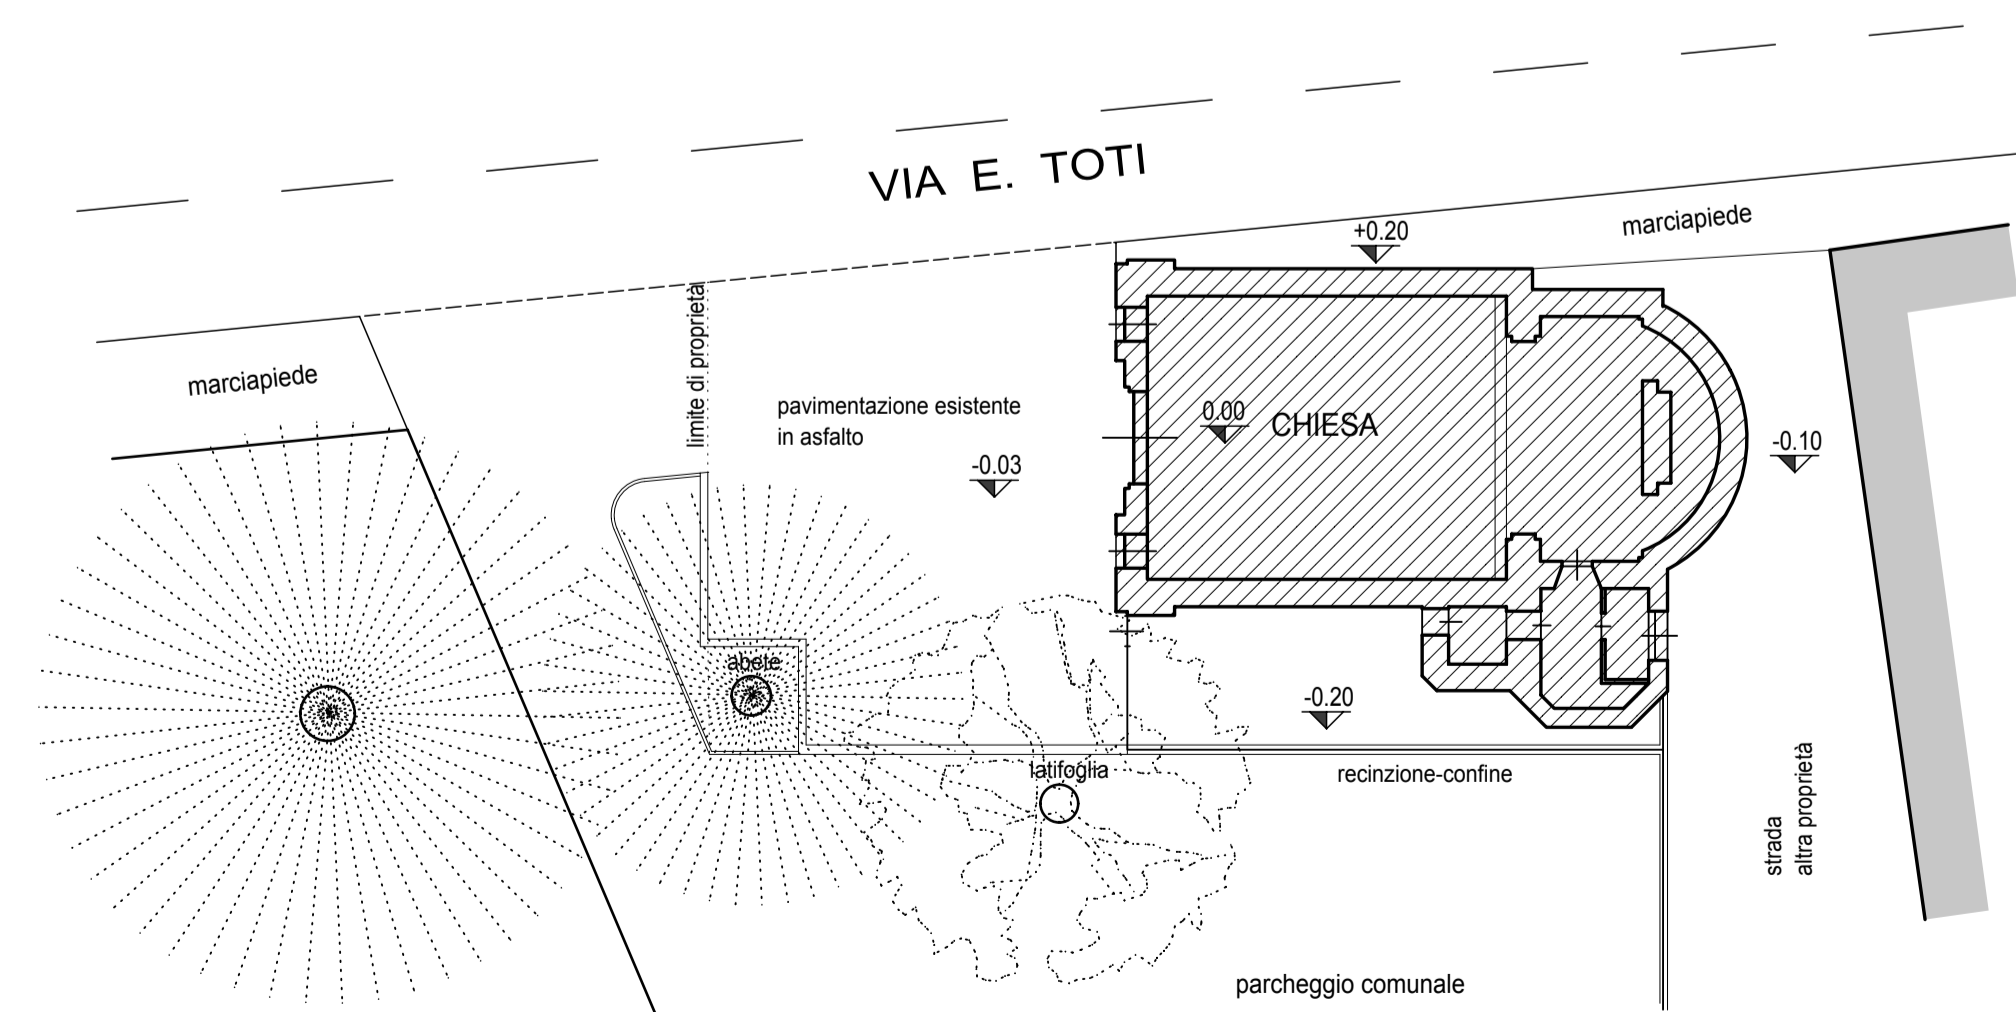 VIA E. TOTI
+0.20
marciapiede
marciapiede
limite di proprietà
pavimentazione esistente
in asfalto
-0.03
0.00
CHIESA
-0.10
abete
-0.20
latifoglia
recinzione-confine
strada
altra proprietà
parcheggio comunale